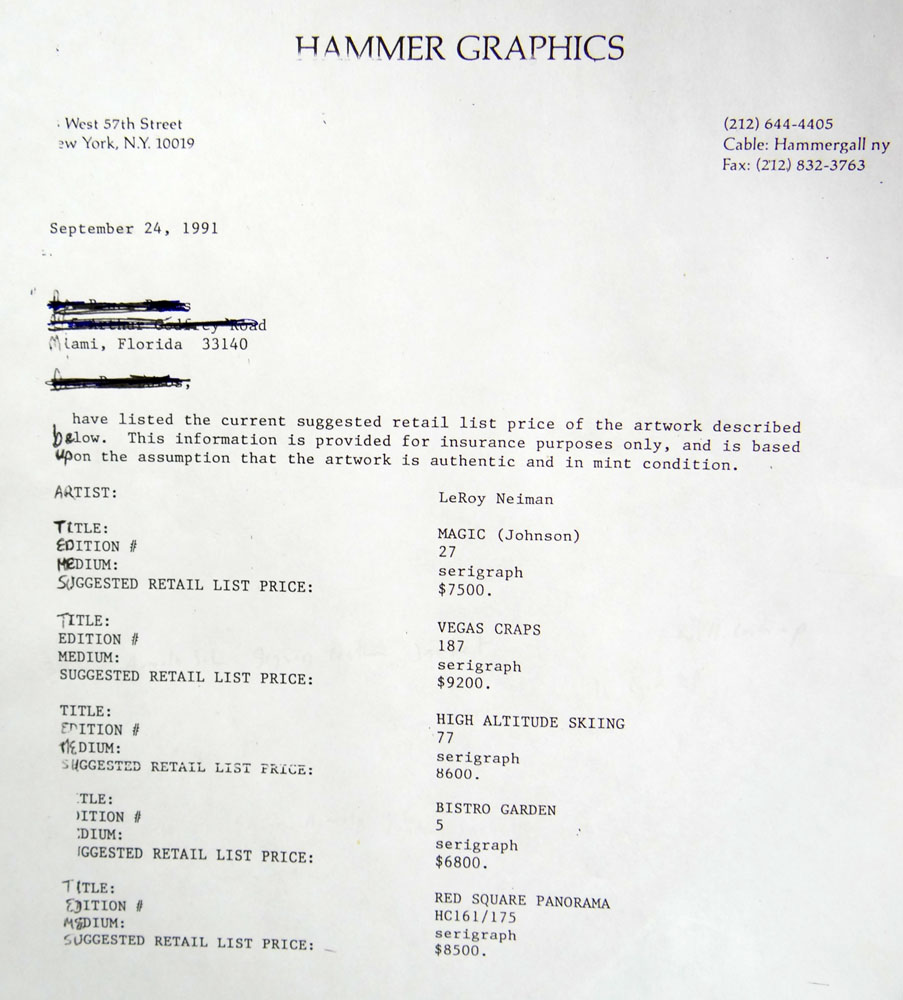 HAMMER GRAPHICS
West 57th Street
ew York, N.Y. 10019
(212) 644-4405
Cable: Hammergall ny
Fax: (212) 832-3763
September 24, 1991
Arthur Godfrey Road
Miami, Florida 33140
have listed the current suggested retail list price of the artwork described
below. This information is provided for insurance purposes only, and is based
upon the assumption that the artwork is authentic and in mint condition.
ARTIST: LeRoy Neiman
TITLE: MAGIC (Johnson)
EDITION # 27
MEDIUM: serigraph
SUGGESTED RETAIL LIST PRICE: $7500.
TITLE: VEGAS CRAPS
EDITION # 187
MEDIUM: serigraph
SUGGESTED RETAIL LIST PRICE: $9200.
TITLE: HIGH ALTITUDE SKIING
EDITION # 77
MEDIUM: serigraph
SUGGESTED RETAIL LIST PRICE: 8600.
TLE: BISTRO GARDEN
ITION # 5
DIUM: serigraph
GGESTED RETAIL LIST PRICE: $6800.
TITLE: RED SQUARE PANORAMA
EDITION # HC161/175
MEDIUM: serigraph
SUGGESTED RETAIL LIST PRICE: $8500.